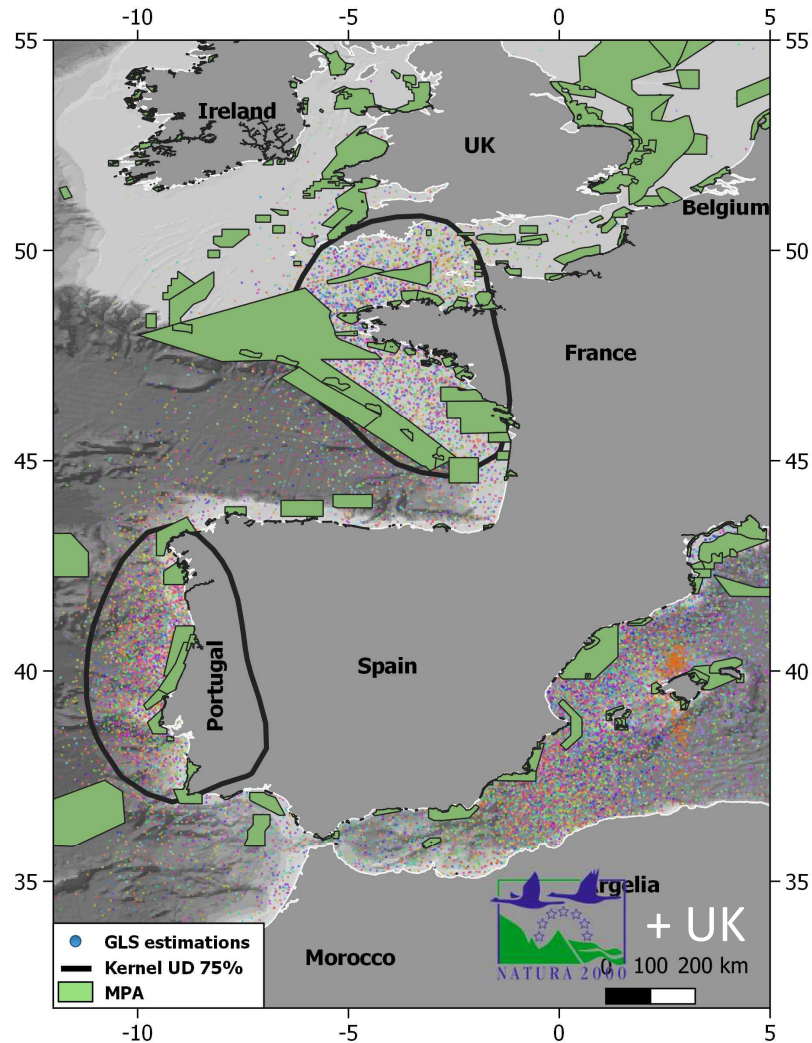 -10 -5 0 5
55
Ireland
UK
Belgium
50
50
France
45
45
Portugal
Spain
40
40
35
35
rgelia
+ UK
NATURA 2000
Morocco
0 100 200 km
GLS estimations
Kernel UD 75%
MPA
-10 -5 0 5
55